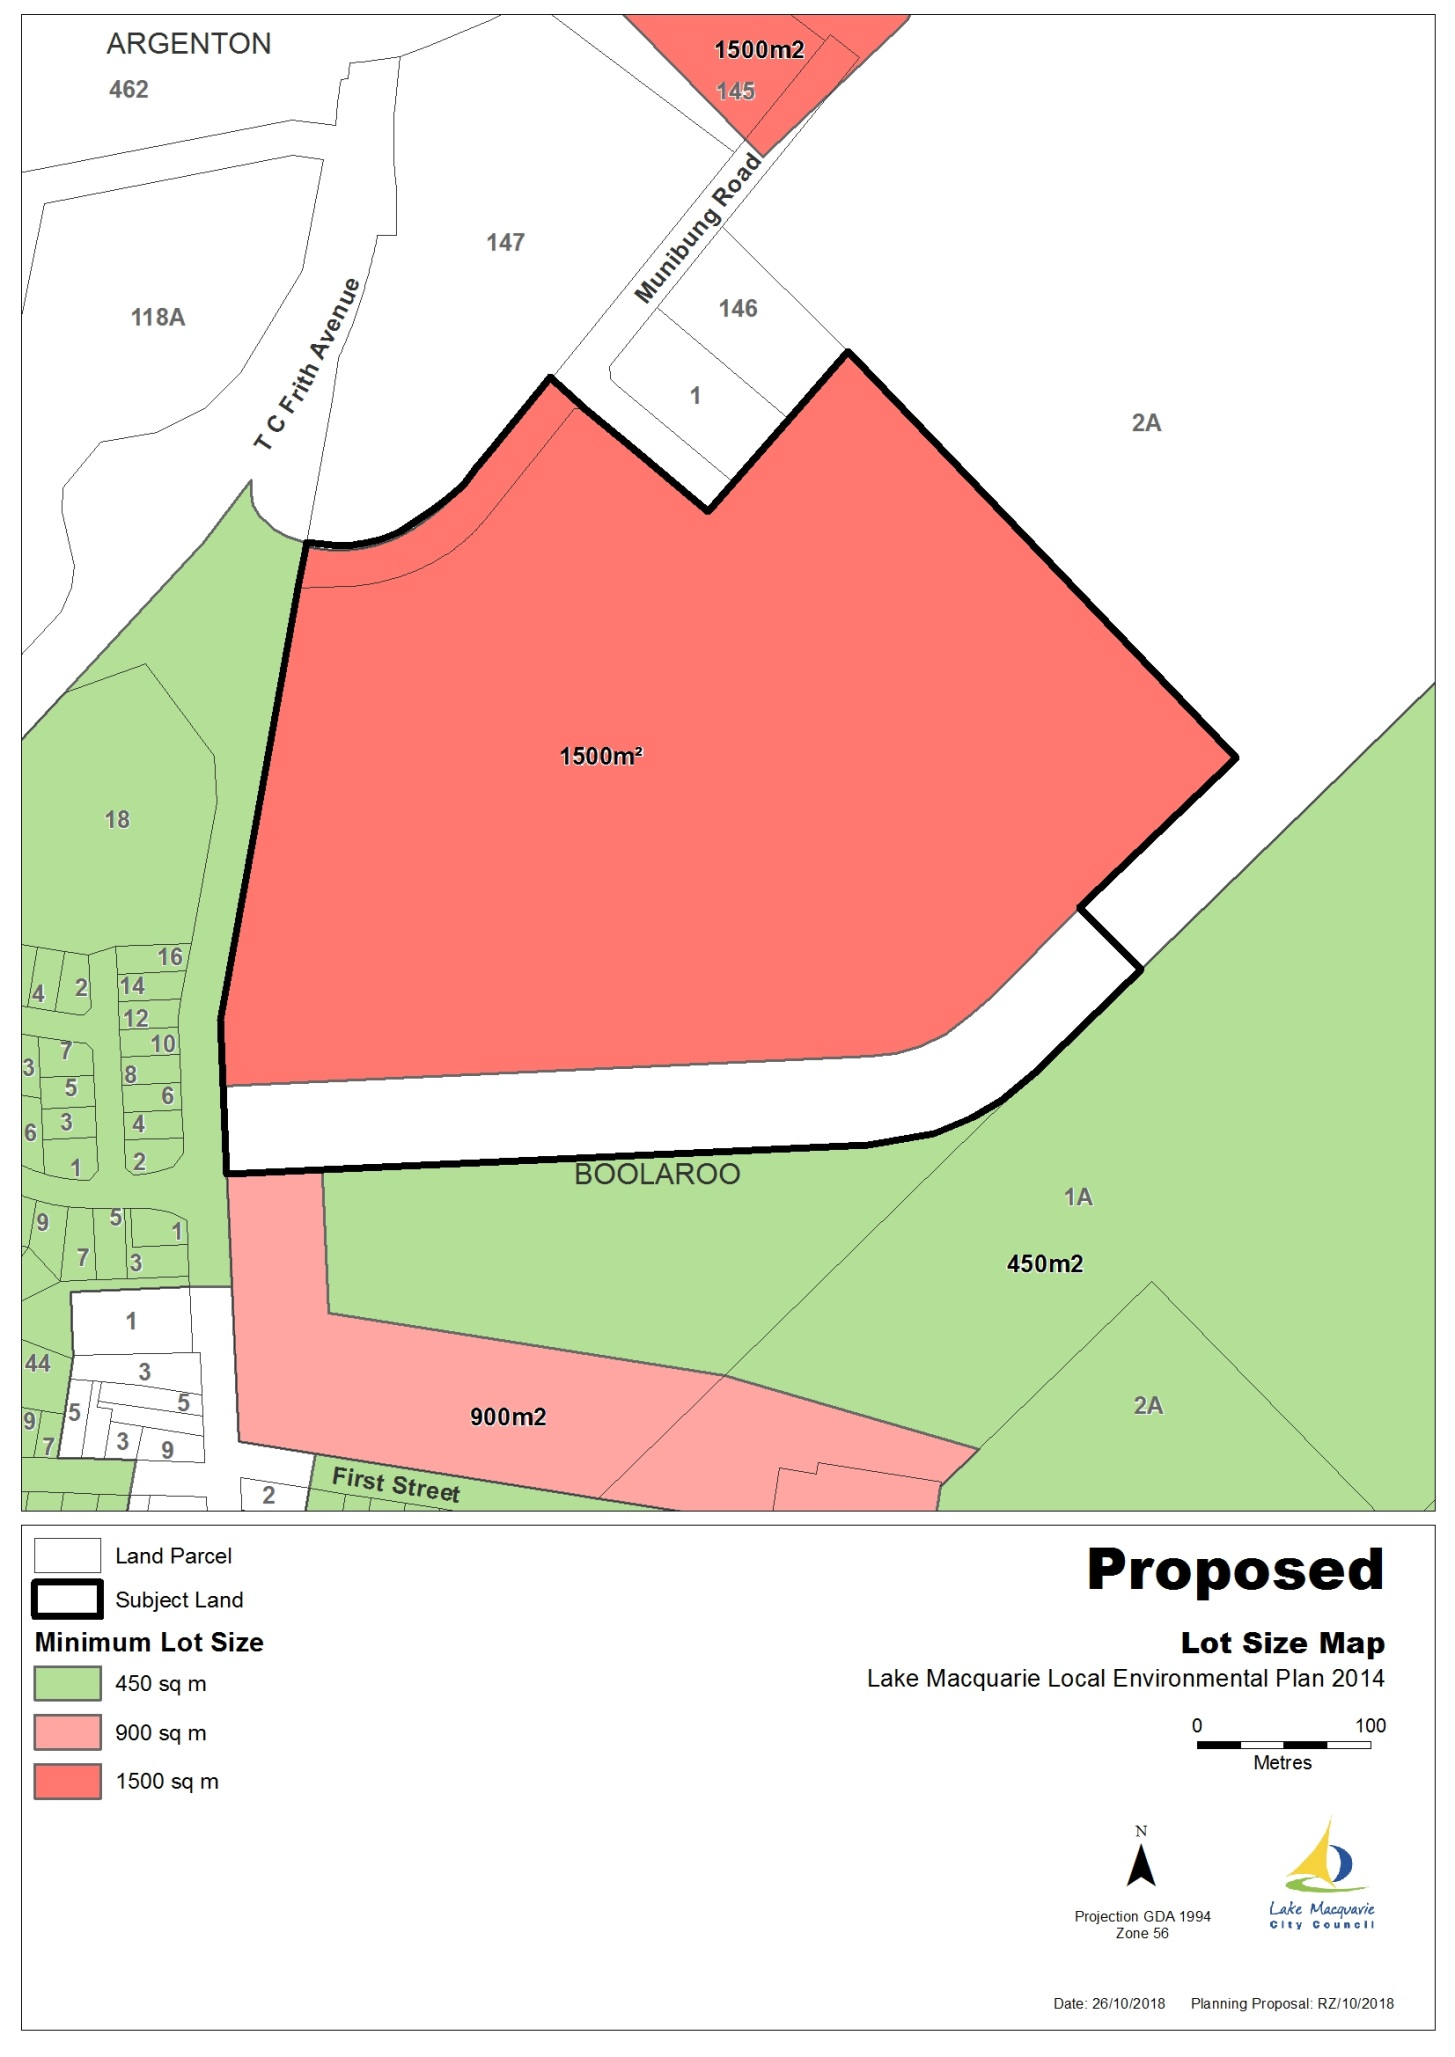 ARGENTON
462
1500m2
145
Munibung Road
147
118A
T C Frith Avenue
146
1
2A
1500m²
18
16
4
2
14
12
7
10
3
8
5
6
3
4
6
1
2
BOOLAROO
9
5
1
1A
7
3
450m2
1
44
3
5
2A
5
900m2
9
7
3
9
First Street
2
Land Parcel
Subject Land
Minimum Lot Size
450 sq m
900 sq m
1500 sq m
Proposed
Lot Size Map
Lake Macquarie Local Environmental Plan 2014
0 100
Metres
N
Projection GDA 1994
Zone 56
Lake Macquarie
City Council
Date: 26/10/2018 Planning Proposal: RZ/10/2018